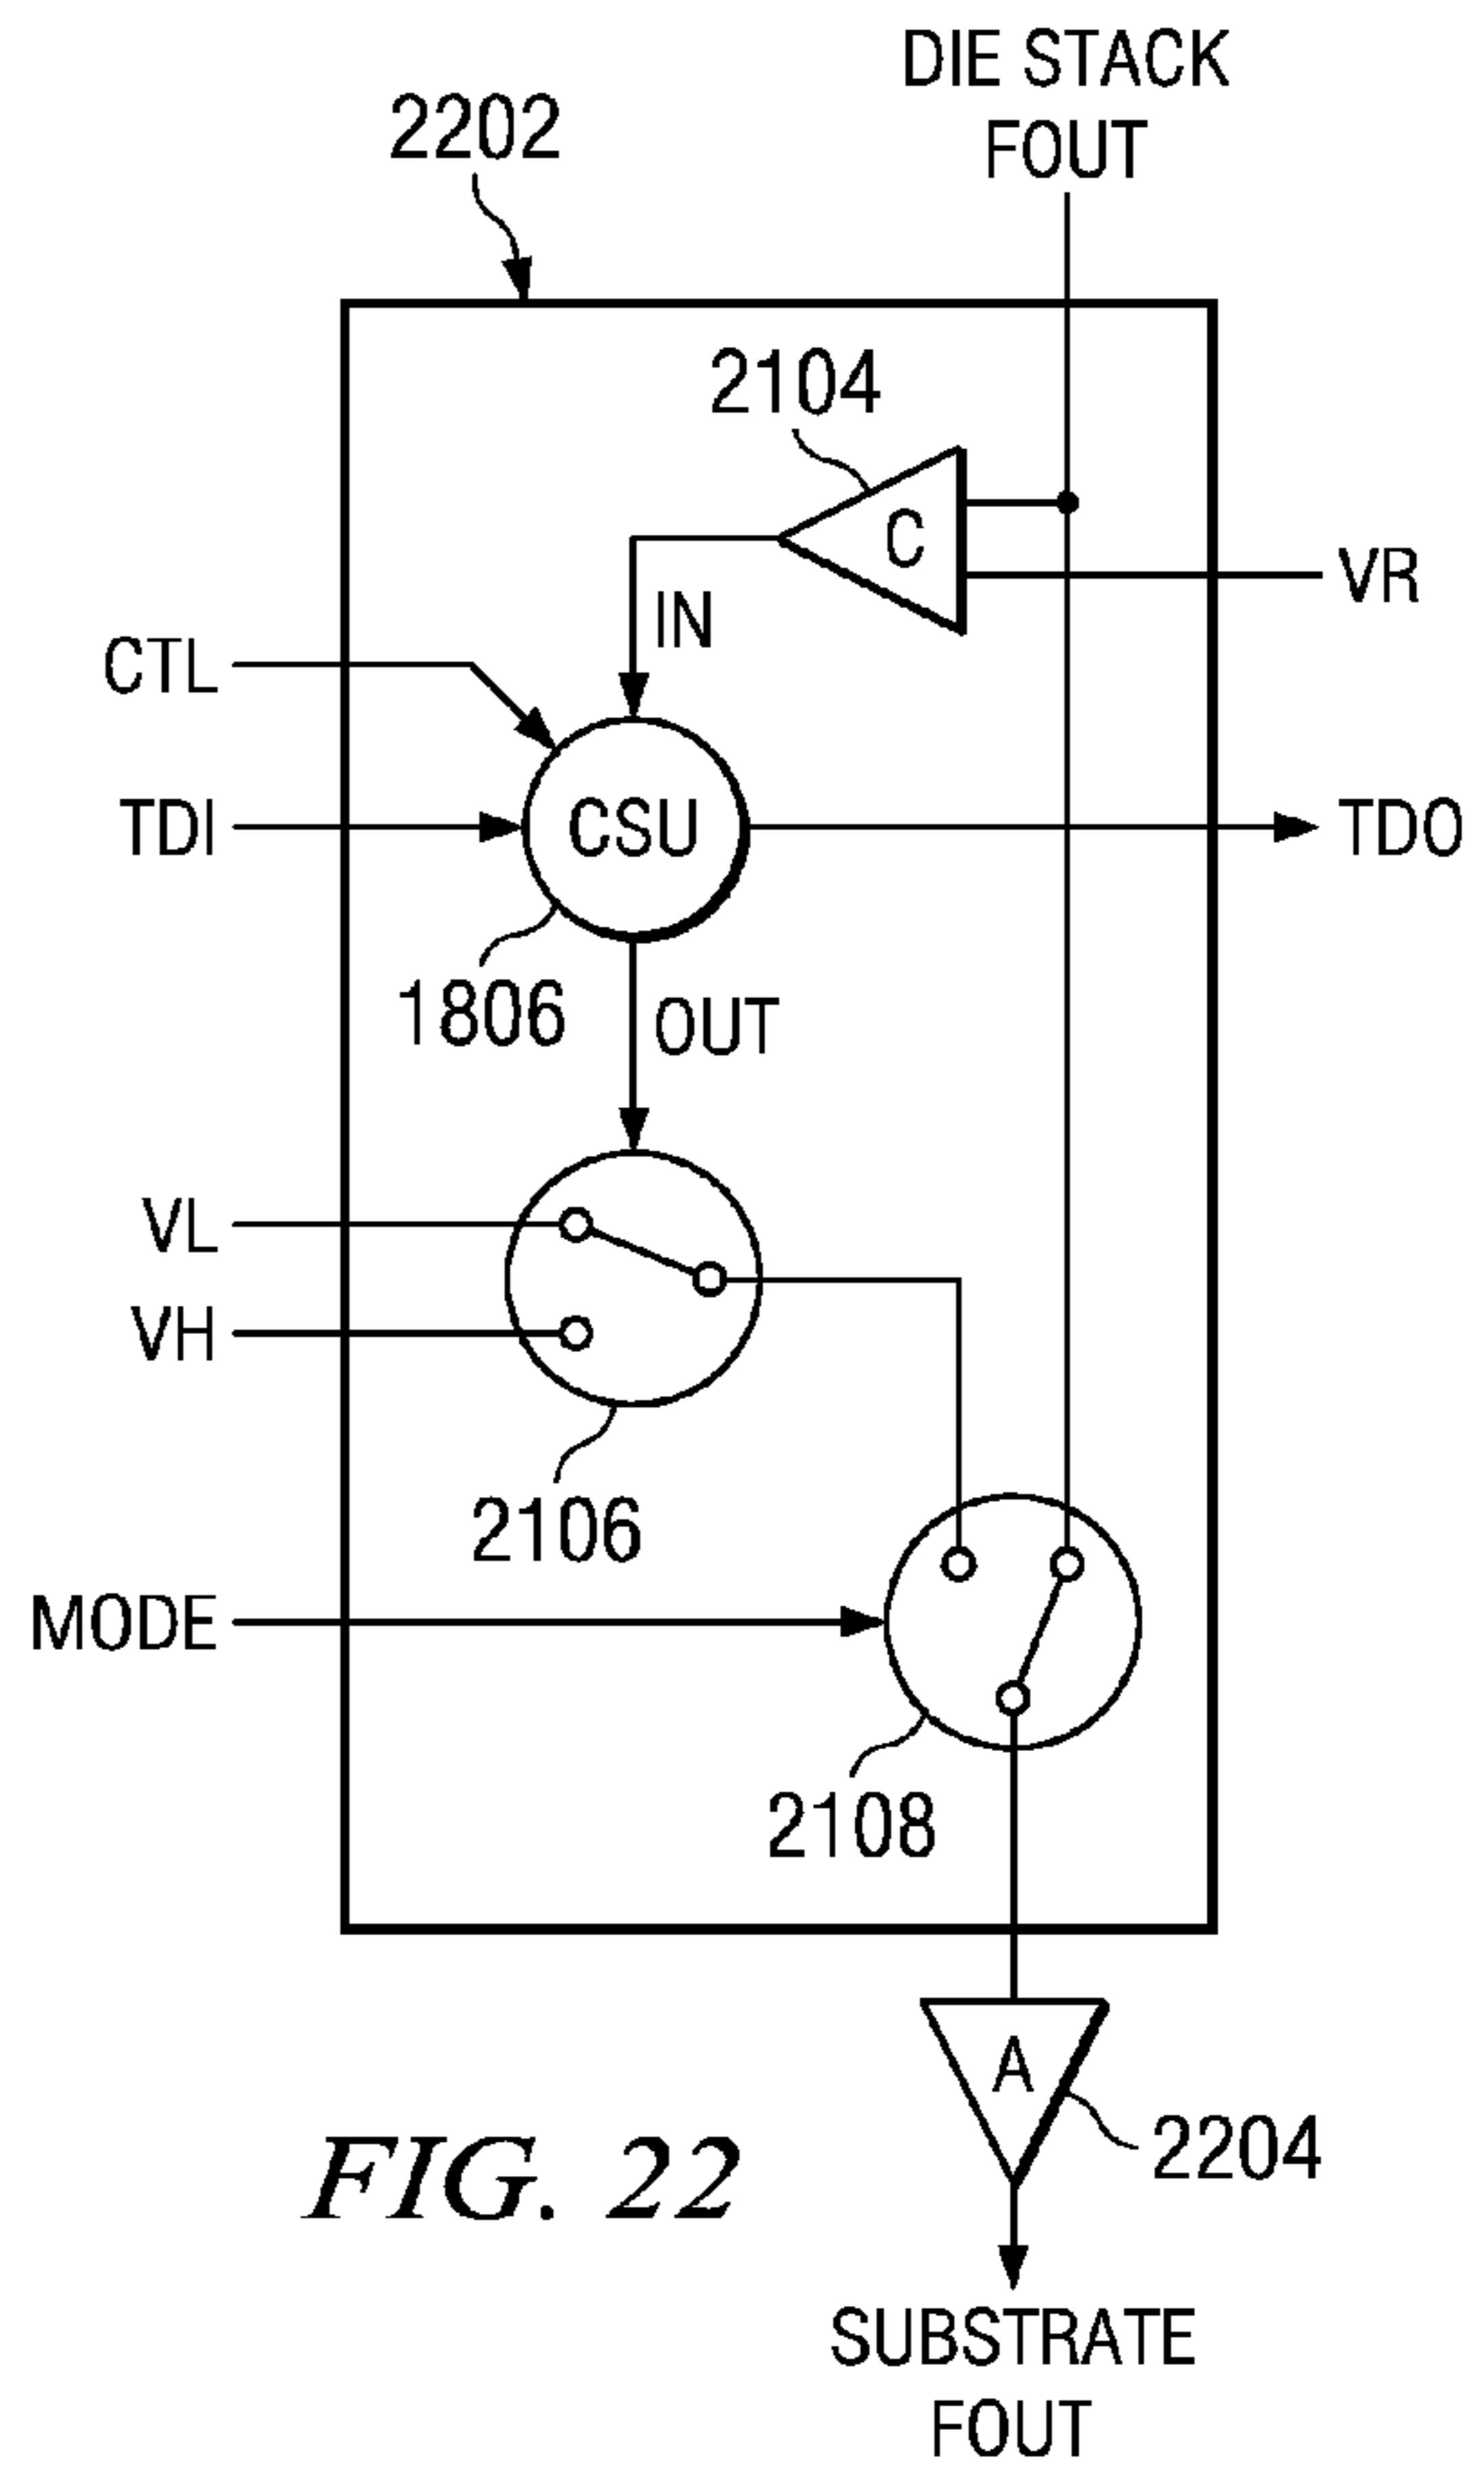 DIE STACK
FOUT
2202
2104
C
VR
IN
CTL
TDI
CSU
TDO
1806
OUT
VL
VH
2106
MODE
2108
A
2204
FIG. 22
SUBSTRATE
FOUT